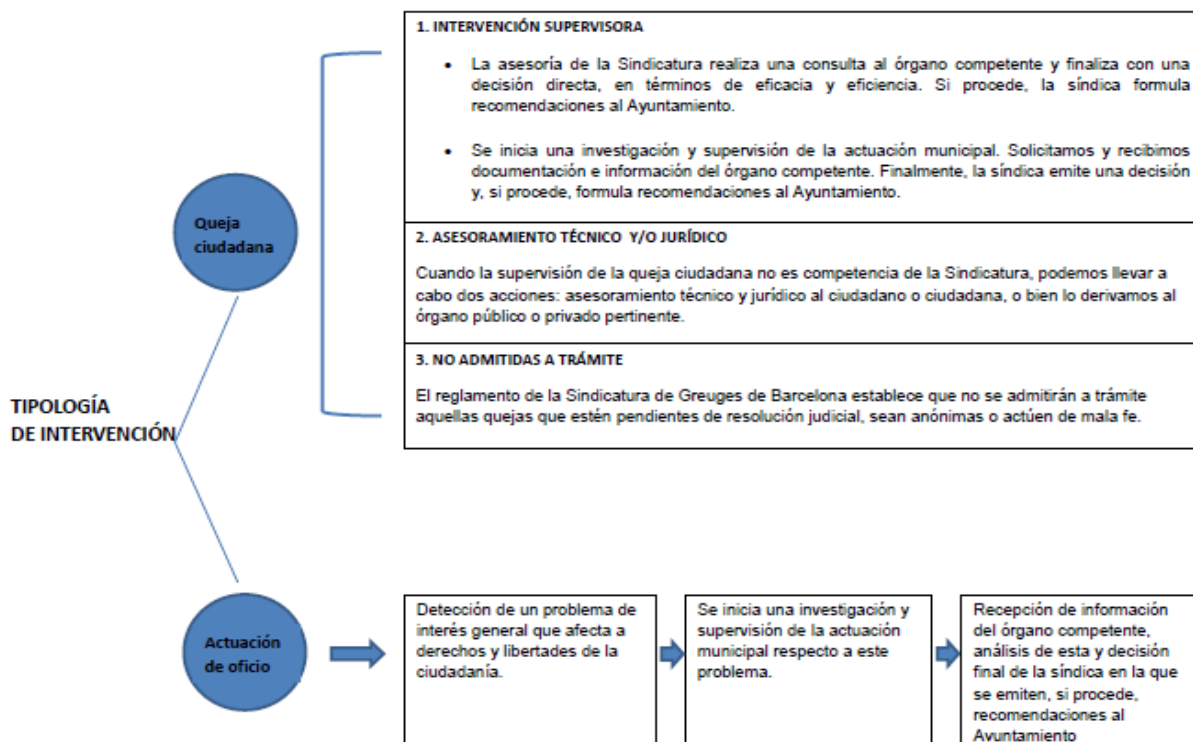 1. INTERVENCIÓN SUPERVISORA
• La asesoría de la Sindicatura realiza una consulta al órgano competente y finaliza con una
decisión directa, en términos de eficacia y eficiencia. Si procede, la síndica formula
recomendaciones al Ayuntamiento.
• Se inicia una investigación y supervisión de la actuación municipal. Solicitamos y recibimos
documentación e información del órgano competente. Finalmente, la síndica emite una decisión
y, si procede, formula recomendaciones al Ayuntamiento.
Queja
ciudadana
2. ASESORAMIENTO TÉCNICO Y/O JURÍDICO
Cuando la supervisión de la queja ciudadana no es competencia de la Sindicatura, podemos llevar a
cabo dos acciones: asesoramiento técnico y jurídico al ciudadano o ciudadana, o bien lo derivamos al
órgano público o privado pertinente.
3. NO ADMITIDAS A TRÁMITE
El reglamento de la Sindicatura de Greuges de Barcelona establece que no se admitirán a trámite
aquellas quejas que estén pendientes de resolución judicial, sean anónimas o actúen de mala fe.
TIPOLOGÍA
DE INTERVENCIÓN
Actuación
de oficio
Detección de un problema de
interés general que afecta a
derechos y libertades de la
ciudadanía.
Se inicia una investigación y
supervisión de la actuación
municipal respecto a este
problema.
Recepción de información
del órgano competente,
análisis de esta y decisión
final de la síndica en la que
se emiten, si procede,
recomendaciones al
Ayuntamiento